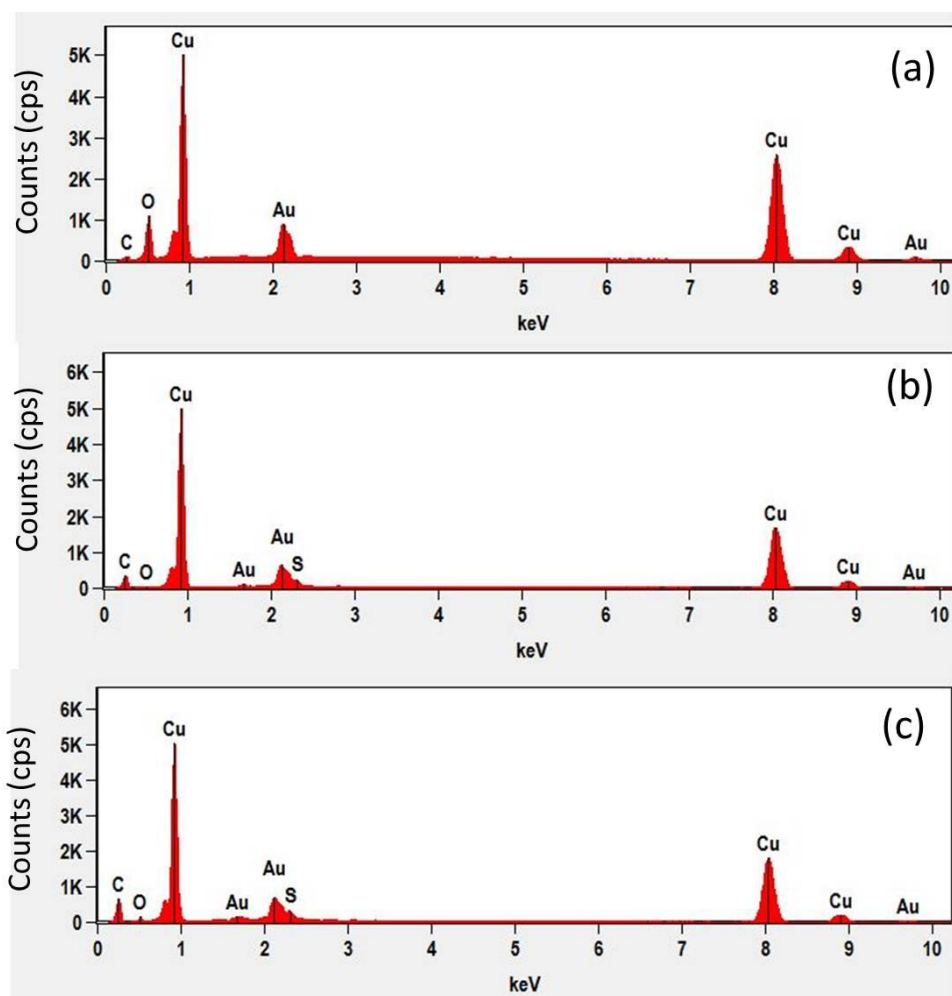 (a)
Counts (cps)
5K
4K
3K
2K
1K
0
Cu
O
C
Au
Cu
Cu
Au
0 1 2 3 4 5 6 7 8 9 10
keV
(b)
Counts (cps)
6K
5K
4K
3K
2K
1K
0
Cu
C
O
Au
Au
S
Cu
Cu
Au
0 1 2 3 4 5 6 7 8 9 10
keV
(c)
Counts (cps)
6K
5K
4K
3K
2K
1K
0
Cu
C
O
Au
Au
S
Cu
Cu
Au
0 1 2 3 4 5 6 7 8 9 10
keV